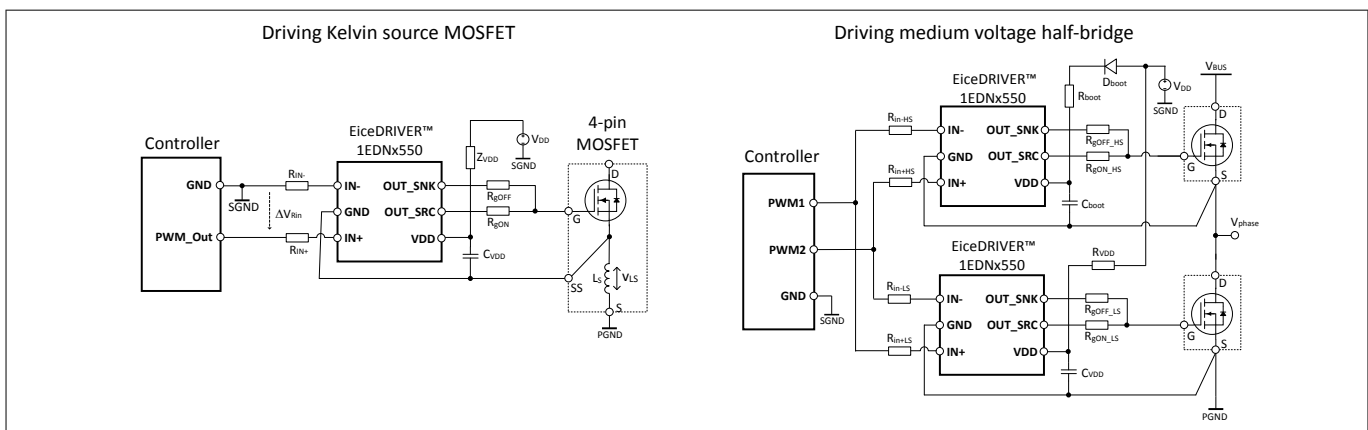 Driving Kelvin source MOSFET
Controller
GND
PWM_Out
SGND
ΔVRin
RIN-
RIN+
EiceDRIVER™
1EDNx550
IN-
GND
IN+
OUT_SNK
OUT_SRC
VDD
ZVDD
VDD
SGND
RgOFF
RgON
CVDD
4-pin
MOSFET
D
G
LS
VLS
SS
S
PGND
Driving medium voltage half-bridge
Controller
PWM1
PWM2
GND
SGND
Rin-HS
Rin+HS
EiceDRIVER™
1EDNx550
IN-
GND
IN+
OUT_SNK
OUT_SRC
VDD
Rboot
Dboot
VDD
SGND
RgOFF_HS
RgON_HS
Cboot
VBUS
D
G
S
Vphase
Rin-LS
Rin+LS
EiceDRIVER™
1EDNx550
IN-
GND
IN+
OUT_SNK
OUT_SRC
VDD
RVDD
RgOFF_LS
RgON_LS
CVDD
D
G
S
PGND